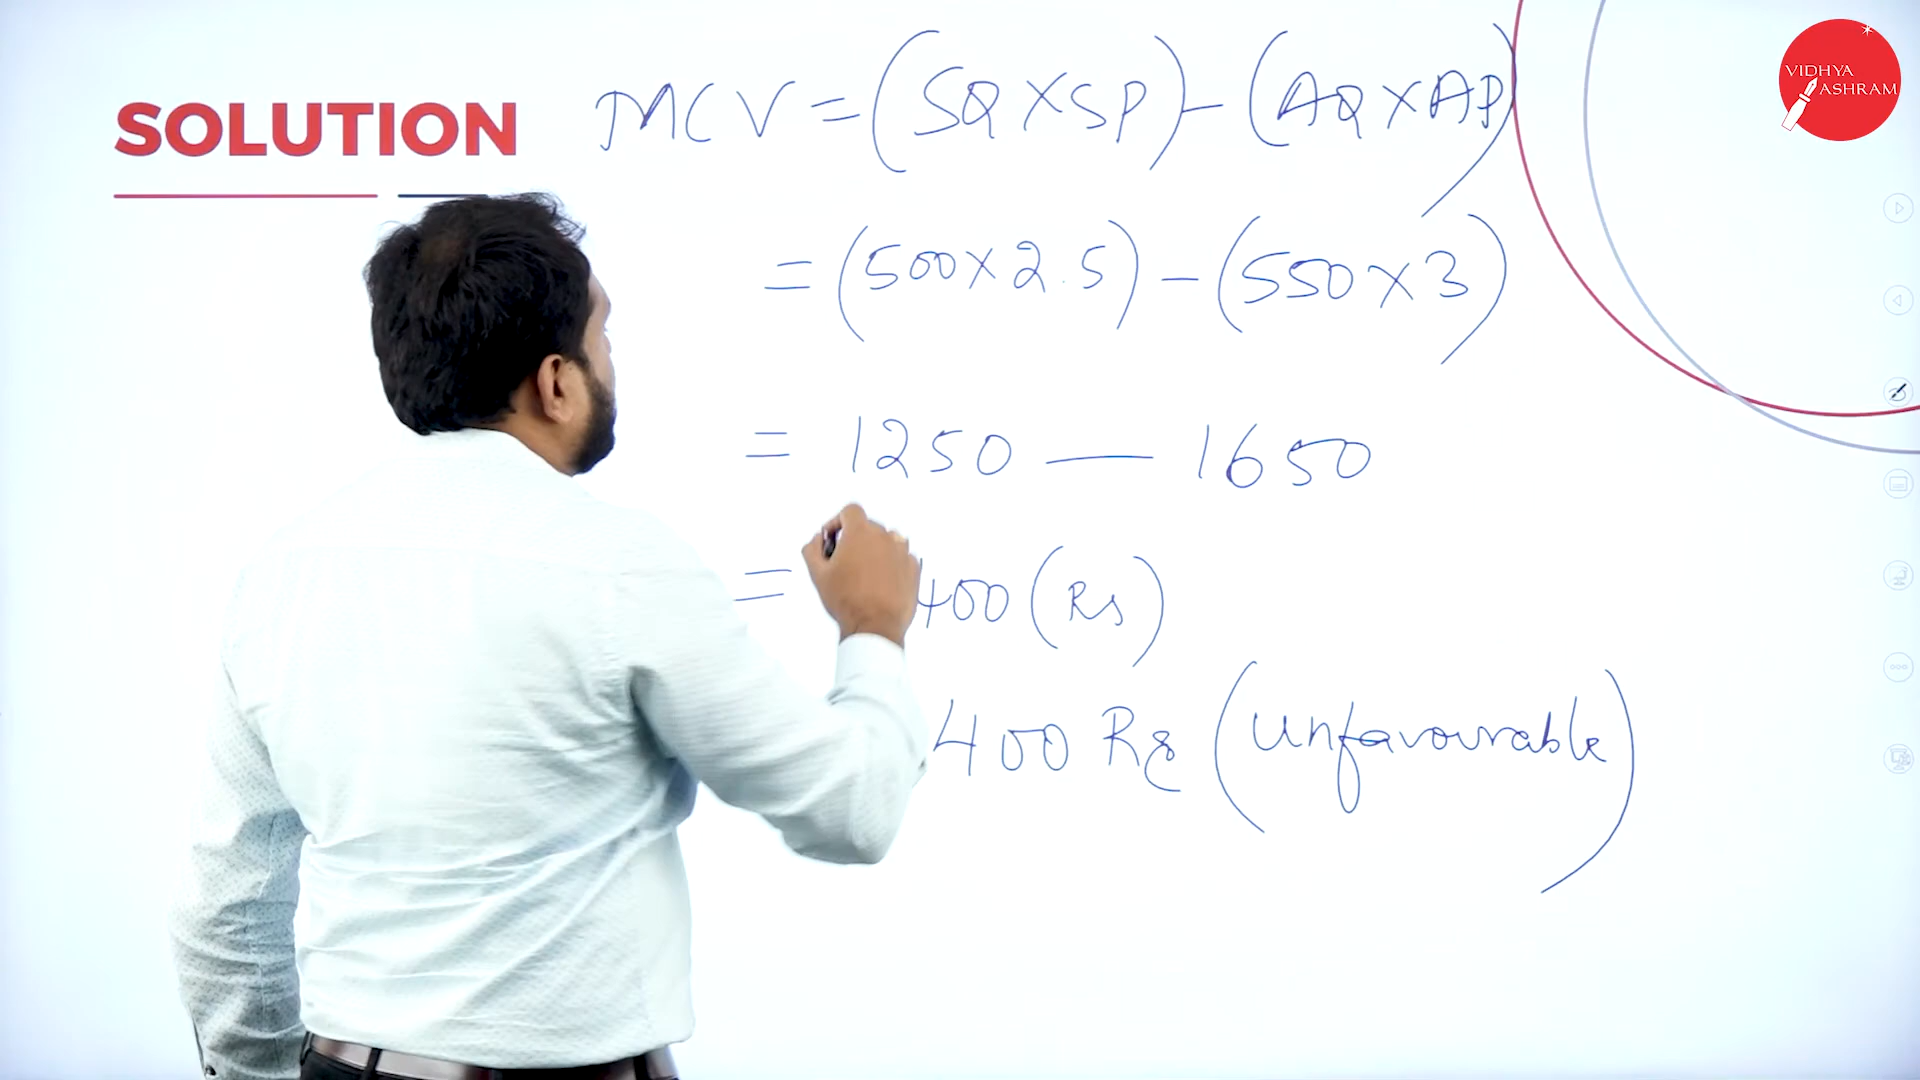 SOLUTION
MCV = (SQ X SP) - (AQ X AP)
= (500 X 2.5) - (550 X 3)
= 1250 — 1650
= 400 (Rs)
400 Rs (unfavourable)
VIDHYA
ASHRAM